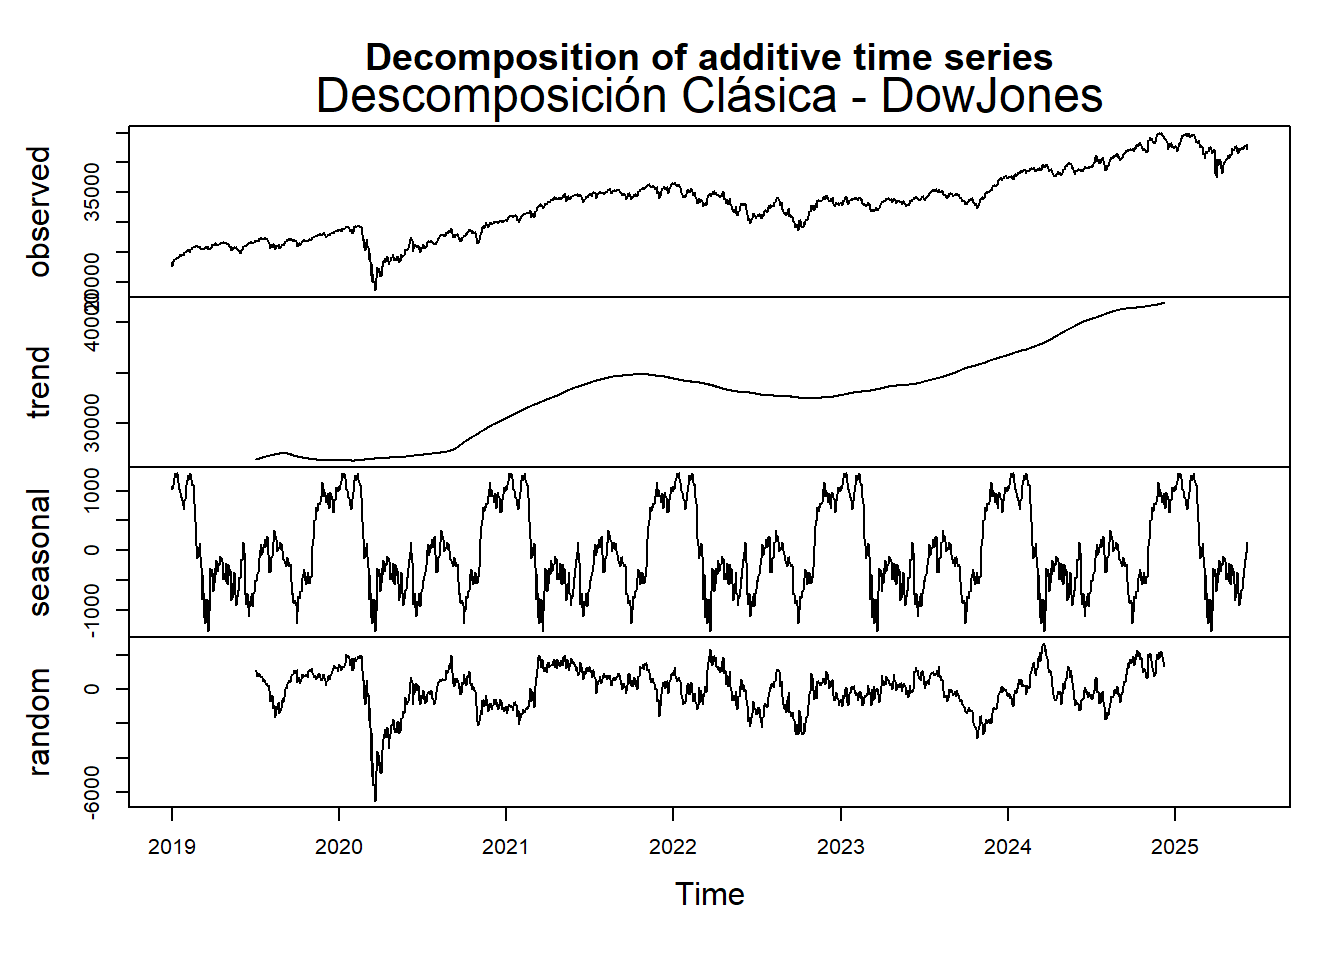 Decomposition of additive time series
Descomposición Clásica - DowJones
observed
20000
35000
trend
30000
40000
seasonal
-1000
0
1000
random
-6000
0
2019
2020
2021
2022
2023
2024
2025
Time